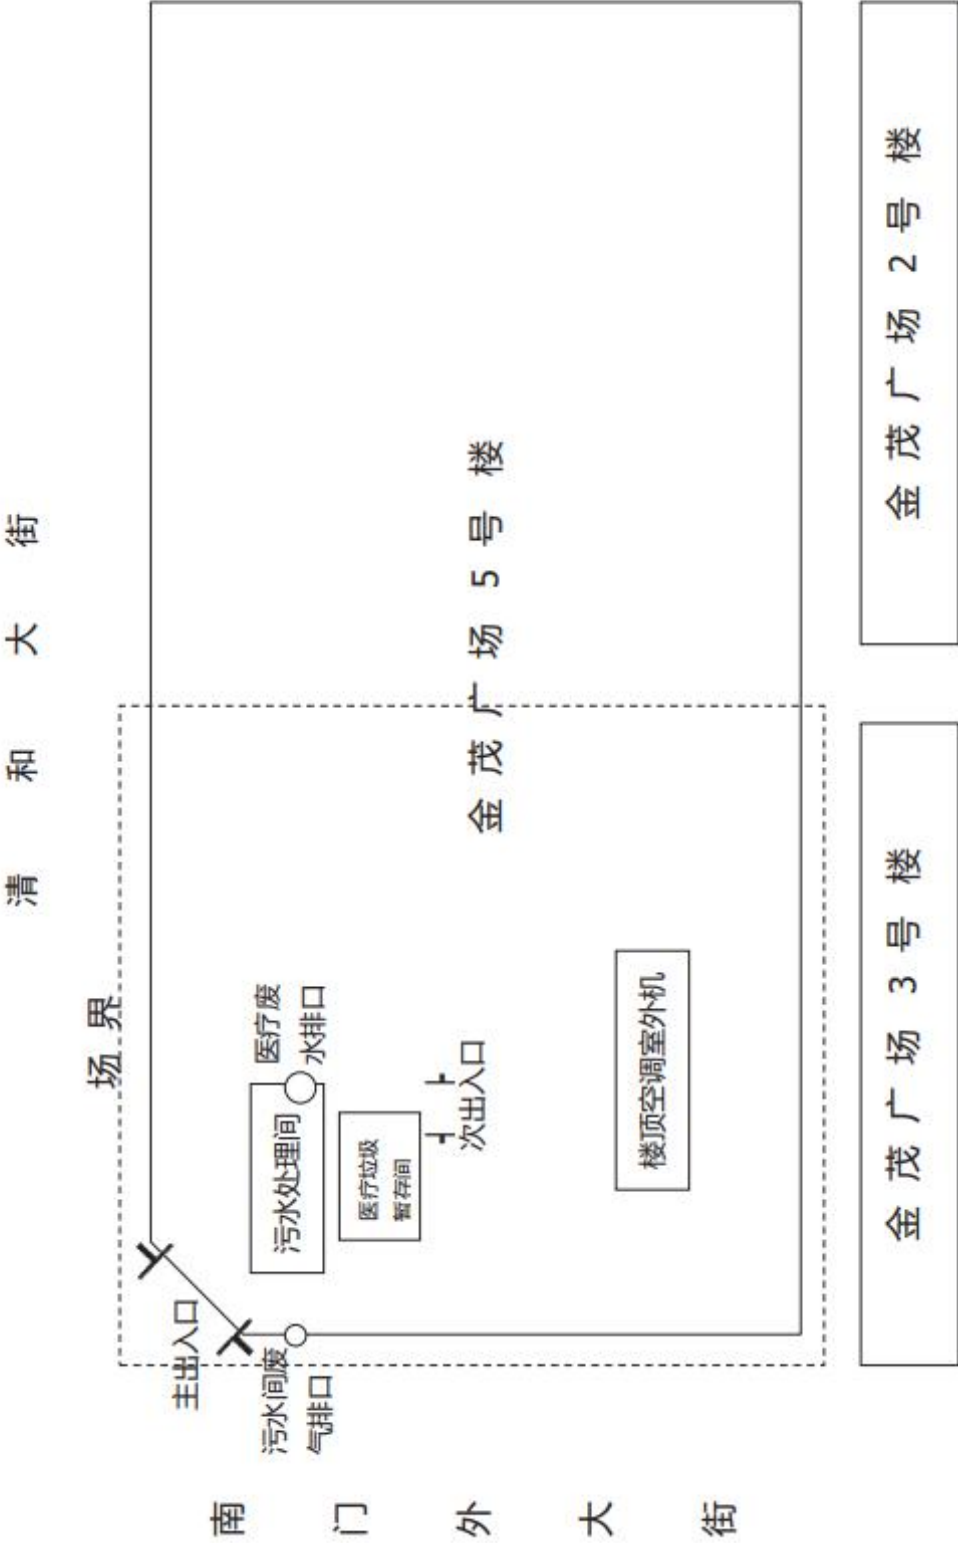 清和大街
场界
主出入口
污水间废
气排口
污水处理间
医疗废
水排口
医疗垃圾
暂存间
次出入口
金茂广场5号楼
楼顶空调室外机
南门外大街
金茂广场3号楼
金茂广场2号楼